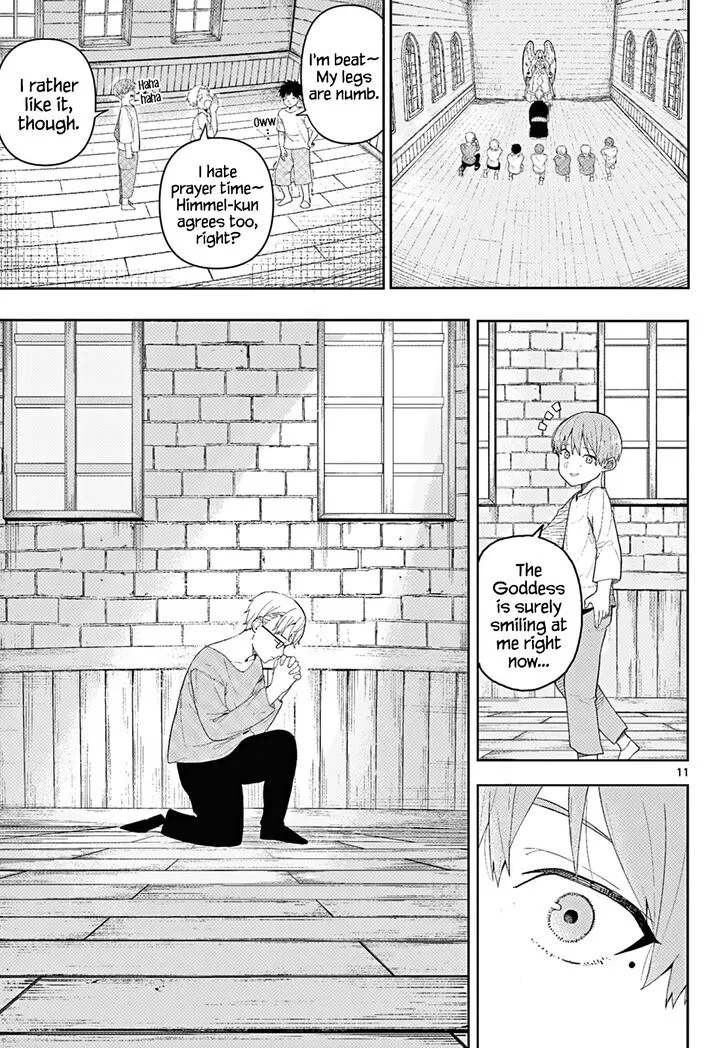 I'm beat~
My legs
are numb.
Oww
I hate
prayer time~
Himmel-kun
agrees too,
right?
Haha
haha
I rather
like it,
though.
The
Goddess
is surely
smiling at
me right
now...
11